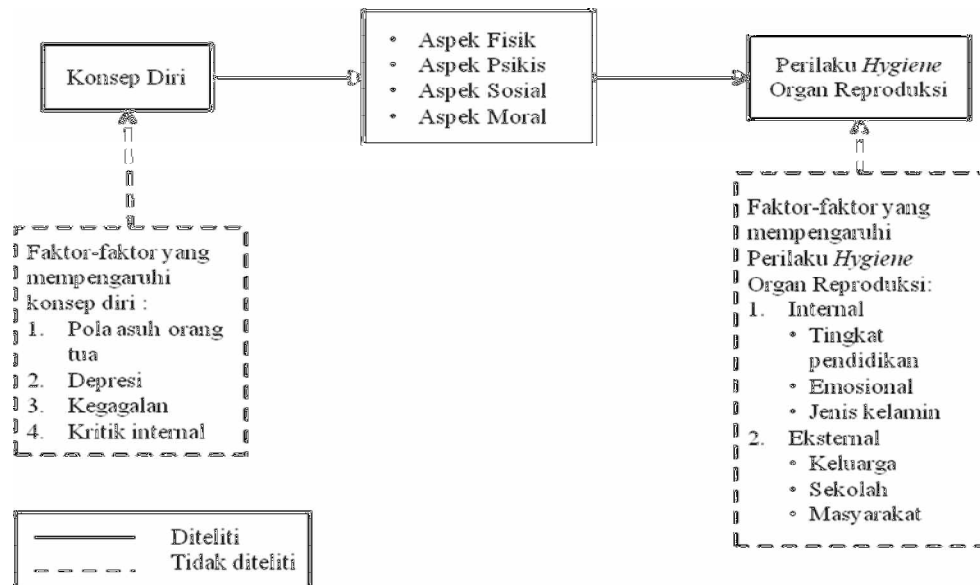 Konsep Diri
• Aspek Fisik
• Aspek Psikis
• Aspek Sosial
• Aspek Moral
Perilaku Hygiene
Organ Reproduksi
Faktor-faktor yang
mempengaruhi
konsep diri :
1. Pola asuh orang
tua
2. Depresi
3. Kegagalan
4. Kritik internal
Faktor-faktor yang
mempengaruhi
Perilaku Hygiene
Organ Reproduksi:
1. Internal
• Tingkat
pendidikan
• Emosional
• Jenis kelamin
2. Eksternal
• Keluarga
• Sekolah
• Masyarakat
Diteliti
Tidak diteliti